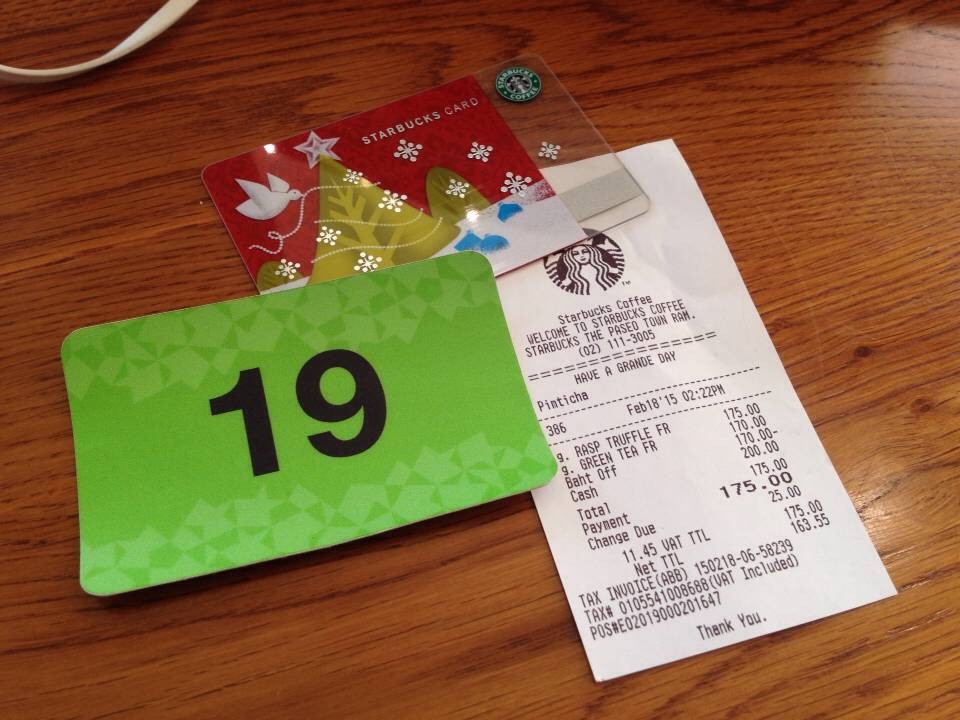 STARBUCKS CARD
STARBUCKS COFFEE
19
TM
Starbucks Coffee
WELCOME TO STARBUCKS COFFEE
STARBUCKS THE PASEO TOWN RAM.
(02) 111-3005
==============================
HAVE A GRANDE DAY
Pinticha
386 Feb18'15 02:22PM
g. RASP TRUFFLE FR 175.00
g. GREEN TEA FR 170.00
Baht Off 170.00-
Cash 200.00
Total 175.00
Payment 175.00
Change Due 25.00
11.45 VAT TTL 175.00
Net TTL 163.55
TAX INVOICE(ABB) 150218-06-58239
TAX# 0105541008688(VAT Included)
POS#E02019000201647
Thank You.